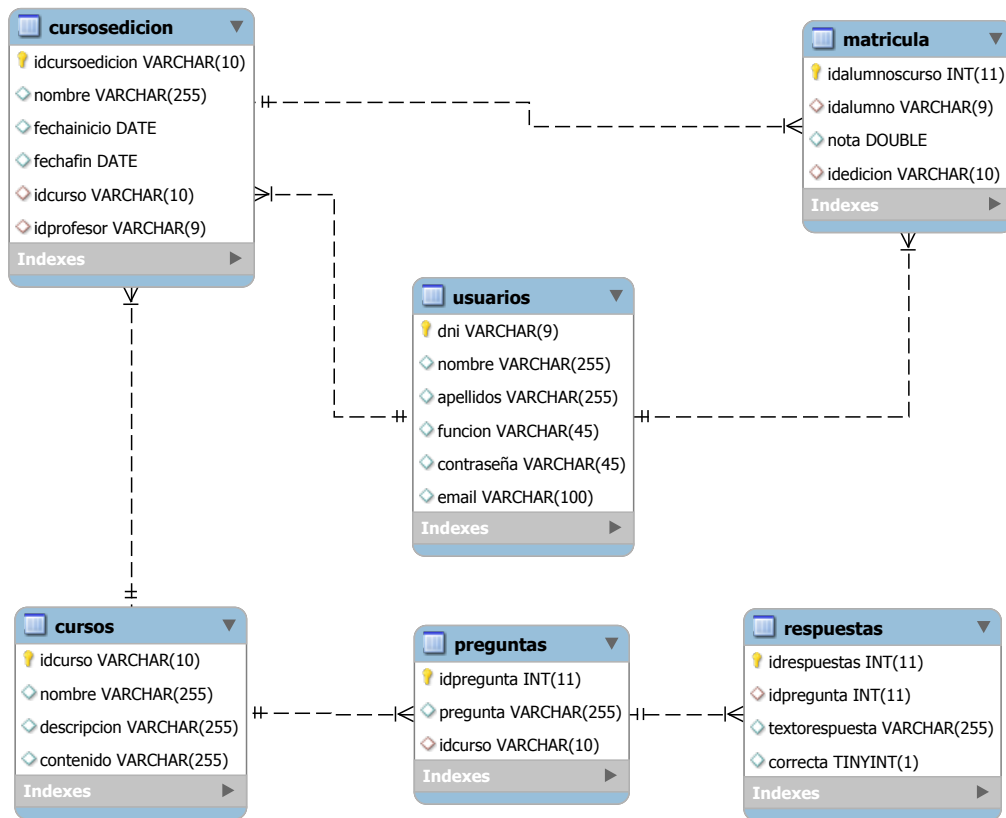 cursosedicion
idcursoedicion VARCHAR(10)
nombre VARCHAR(255)
fechainicio DATE
fechafin DATE
idcurso VARCHAR(10)
idprofesor VARCHAR(9)
Indexes
matricula
idalumnoscurso INT(11)
idalumno VARCHAR(9)
nota DOUBLE
idedicion VARCHAR(10)
Indexes
usuarios
dni VARCHAR(9)
nombre VARCHAR(255)
apellidos VARCHAR(255)
funcion VARCHAR(45)
contraseña VARCHAR(45)
email VARCHAR(100)
Indexes
cursos
idcurso VARCHAR(10)
nombre VARCHAR(255)
descripcion VARCHAR(255)
contenido VARCHAR(255)
Indexes
preguntas
idpregunta INT(11)
pregunta VARCHAR(255)
idcurso VARCHAR(10)
Indexes
respuestas
idrespuestas INT(11)
idpregunta INT(11)
textorespuesta VARCHAR(255)
correcta TINYINT(1)
Indexes